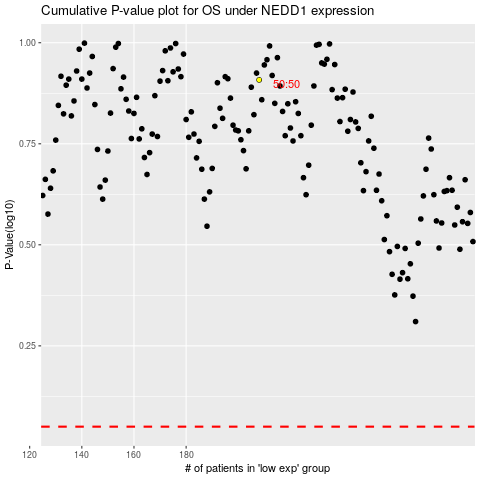 Cumulative P-value plot for OS under NEDD1 expression
P-Value(log10)
1.00
0.75
0.50
0.25
50:50
120 140 160 180
# of patients in 'low exp' group